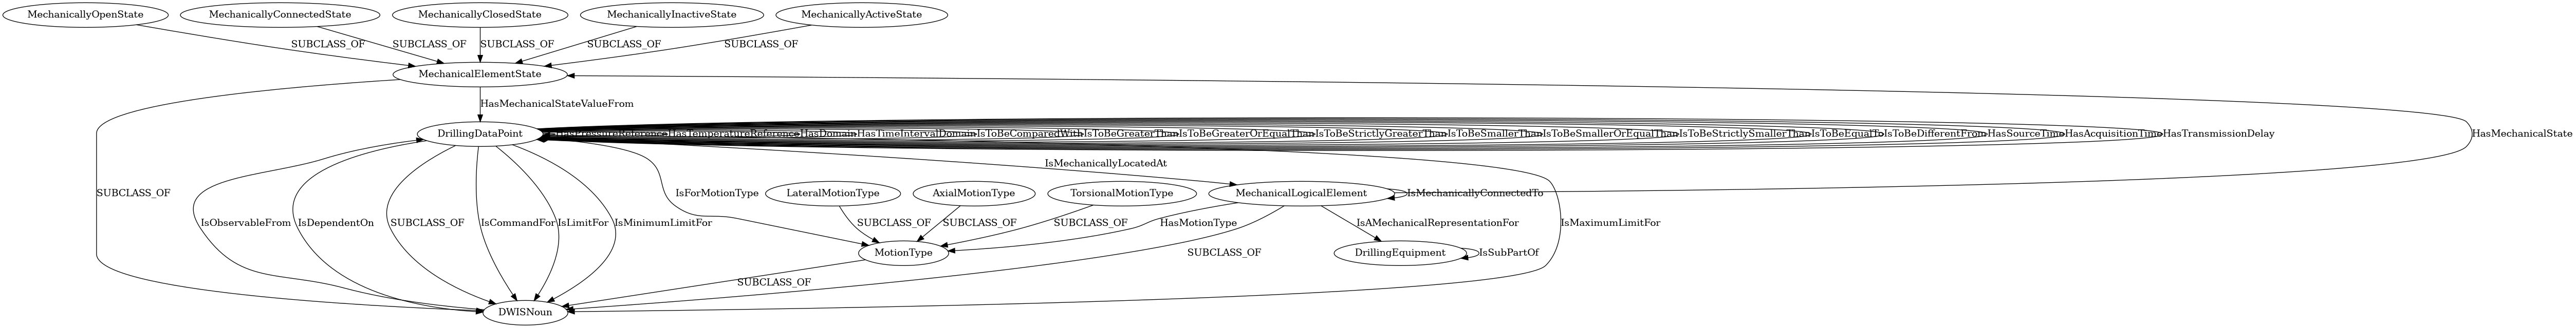 MechanicallyOpenState
MechanicallyConnectedState
MechanicallyClosedState
MechanicallyInactiveState
MechanicallyActiveState
SUBCLASS_OF
SUBCLASS_OF
SUBCLASS_OF
SUBCLASS_OF
SUBCLASS_OF
MechanicalElementState
HasMechanicalStateValueFrom
DrillingDataPoint
HasPressureReference
HasTemperatureReference
HasDomain
HasTimeIntervalDomain
IsToBeComparedWith
IsToBeGreaterThan
IsToBeGreaterOrEqualThan
IsToBeStrictlyGreaterThan
IsToBeSmallerThan
IsToBeSmallerOrEqualThan
IsToBeStrictlySmallerThan
IsToBeEqualTo
IsToBeDifferentFrom
HasSourceTime
HasAcquisitionTime
HasTransmissionDelay
HasMechanicalState
IsMechanicallyLocatedAt
SUBCLASS_OF
IsForMotionType
LateralMotionType
AxialMotionType
TorsionalMotionType
MechanicalLogicalElement
IsMechanicallyConnectedTo
IsObservableFrom
IsDependentOn
SUBCLASS_OF
IsCommandFor
IsLimitFor
IsMinimumLimitFor
SUBCLASS_OF
SUBCLASS_OF
SUBCLASS_OF
HasMotionType
IsAMechanicalRepresentationFor
IsMaximumLimitFor
MotionType
SUBCLASS_OF
DrillingEquipment
IsSubPartOf
SUBCLASS_OF
DWISNoun